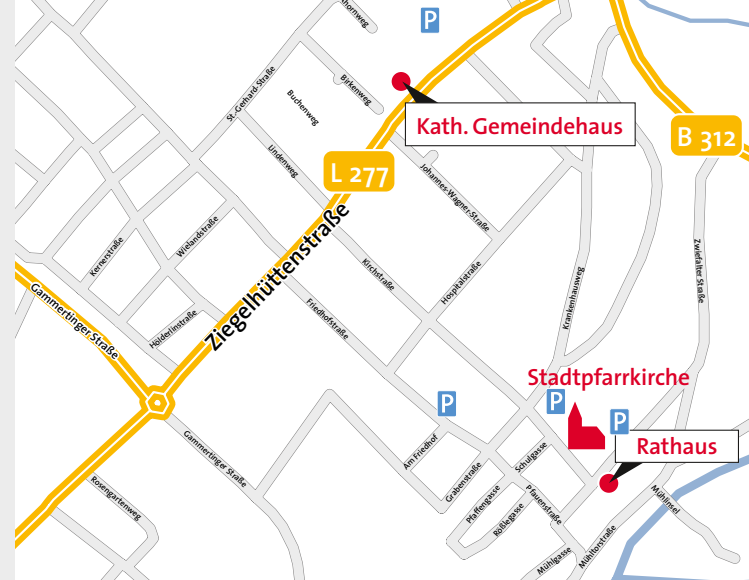 hornweg
P
Birkenweg
St.-Gerhard-Straße
Buchenweg
Kath. Gemeindehaus
B 312
Lindenweg
L 277
Johannes-Wagner-Straße
Ziegelhüttenstraße
Wielandstraße
Kernerstraße
Kirchstraße
Hospitalstraße
Krankenhausweg
Zwiefalter Straße
Gammertinger Straße
Hölderlinstraße
Friedhofstraße
Stadtpfarrkirche
P
P
P
Rathaus
Gammertinger Straße
Am Friedhof
Schulgasse
Grabenstraße
Rosengartenweg
Pfaffengasse
Rößlegasse
Pfauenstraße
Mühlinsel
Mühlgasse
Mühltorstraße